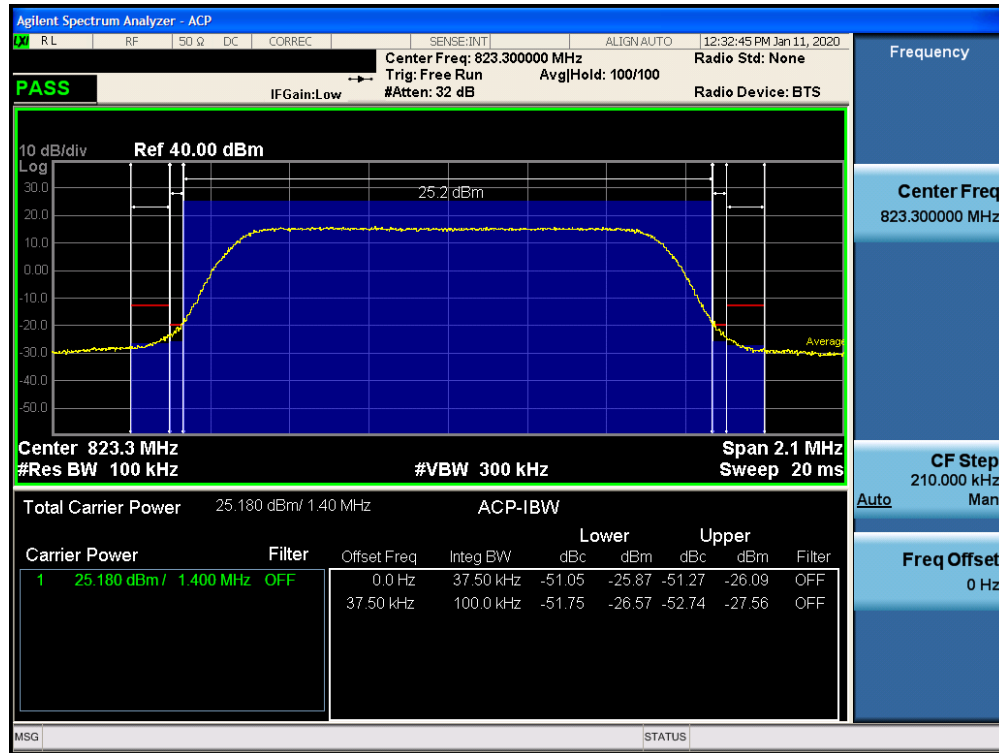 Agilent Spectrum Analyzer - ACP
LXI RL RF 50 Ω DC CORREC SENSE:INT ALIGN AUTO 12:32:45 PM Jan 11, 2020
Center Freq: 823.300000 MHz Radio Std: None
Trig: Free Run Avg|Hold: 100/100
PASS IFGain:Low #Atten: 32 dB Radio Device: BTS
10 dB/div Ref 40.00 dBm
Log
30.0
20.0
10.0
0.00
-10.0
-20.0
-30.0
-40.0
-50.0
25.2 dBm
Average
Center 823.3 MHz Span 2.1 MHz
#Res BW 100 kHz #VBW 300 kHz Sweep 20 ms
Total Carrier Power 25.180 dBm/ 1.40 MHz ACP-IBW
Lower Upper
Carrier Power Filter Offset Freq Integ BW dBc dBm dBc dBm Filter
1 25.180 dBm / 1.400 MHz OFF 0.0 Hz 37.50 kHz -51.05 -25.87 -51.27 -26.09 OFF
37.50 kHz 100.0 kHz -51.75 -26.57 -52.74 -27.56 OFF
MSG STATUS
Frequency
Center Freq
823.300000 MHz
CF Step
210.000 kHz
Auto Man
Freq Offset
0 Hz